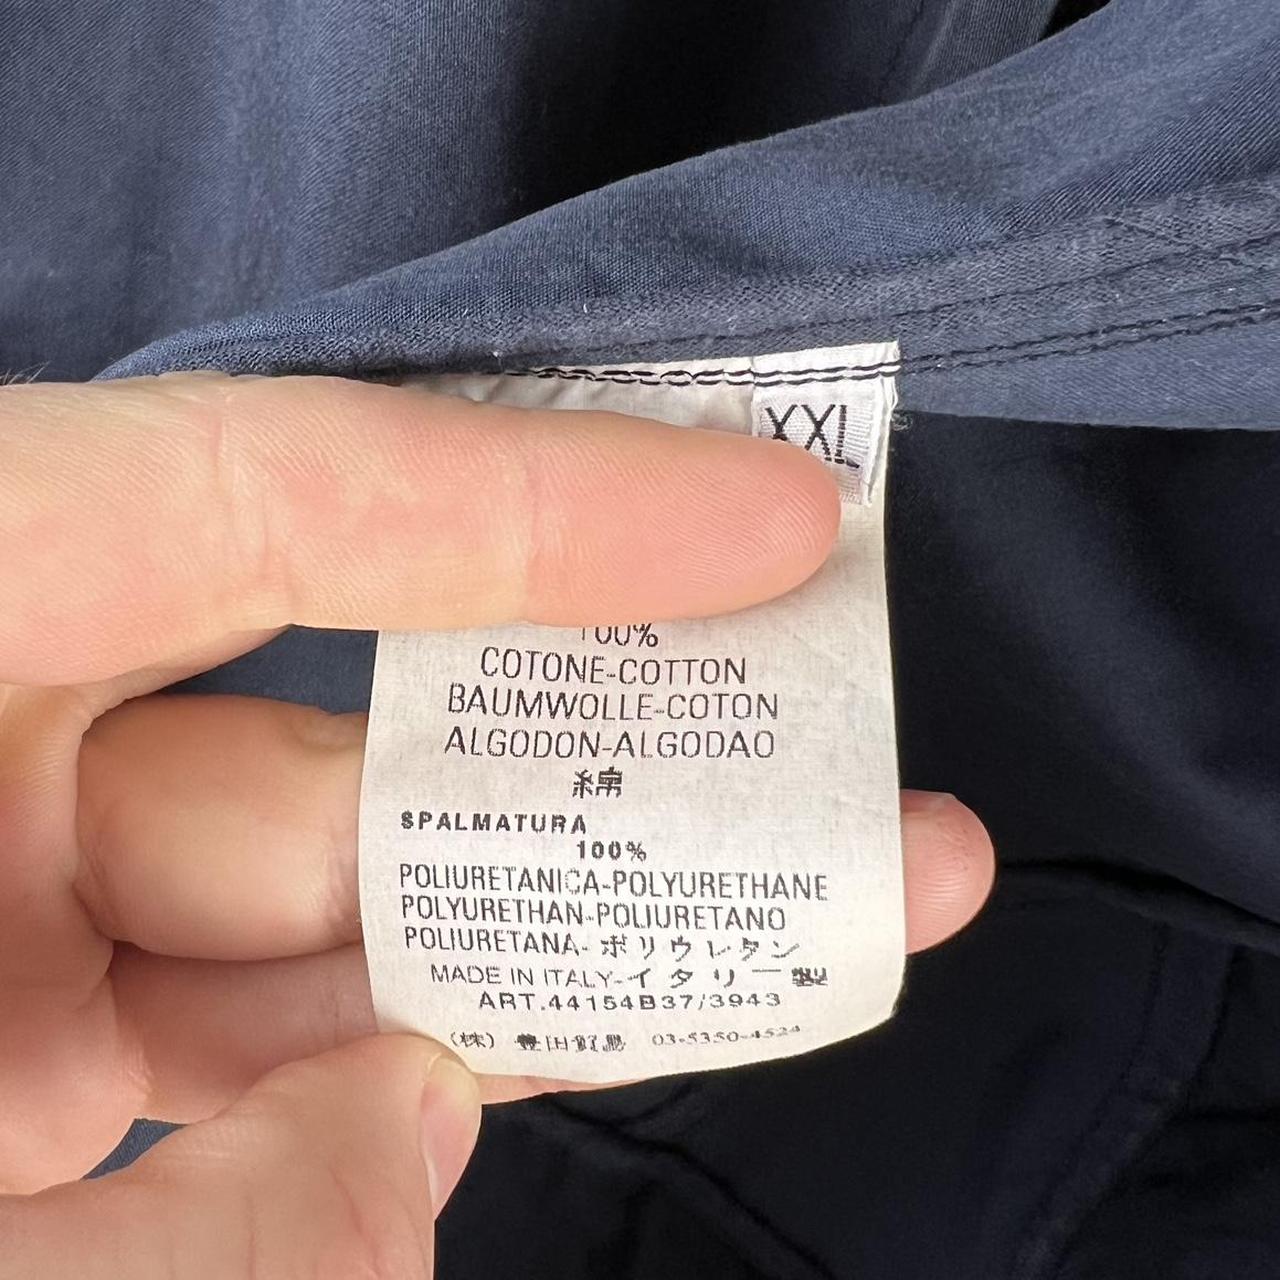 XXL
100%
COTONE-COTTON
BAUMWOLLE-COTON
ALGODON-ALGODAO
綿
SPALMATURA
100%
POLIURETANICA-POLYURETHANE
POLYURETHAN-POLIURETANO
POLIURETANA-ポリウレタン
MADE IN ITALY-イタリー製
ART.44154B37/3943
(株) 豊田貿易 03-5350-4524